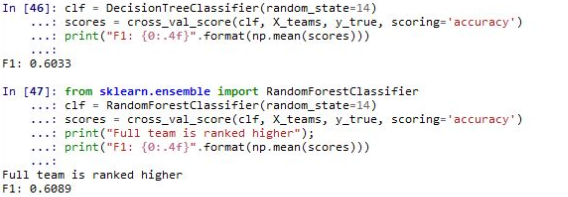 In [46]: clf = DecisionTreeClassifier(random_state=14)
    ...: scores = cross_val_score(clf, X_teams, y_true, scoring='accuracy')
    ...: print("F1: {0:.4f}".format(np.mean(scores)))
    ...:
F1: 0.6033
In [47]: from sklearn.ensemble import RandomForestClassifier
    ...: clf = RandomForestClassifier(random_state=14)
    ...: scores = cross_val_score(clf, X_teams, y_true, scoring='accuracy')
    ...: print("Full team is ranked higher");
    ...: print("F1: {0:.4f}".format(np.mean(scores)))
    ...:
Full team is ranked higher
F1: 0.6089